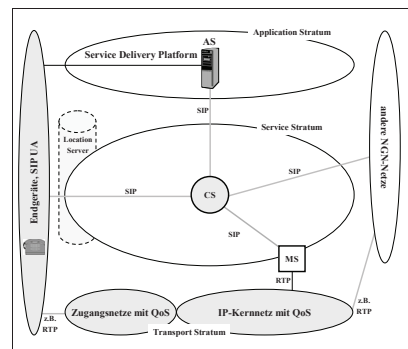 Application Stratum
AS
Service Delivery Platform
SIP
Service Stratum
Location
Server
Endgeräte, SIP UA
andere NGN-Netze
SIP
SIP
CS
SIP
MS
RTP
Zugangsnetze mit QoS
IP-Kernnetz mit QoS
z.B.
RTP
z.B.
RTP
Transport Stratum